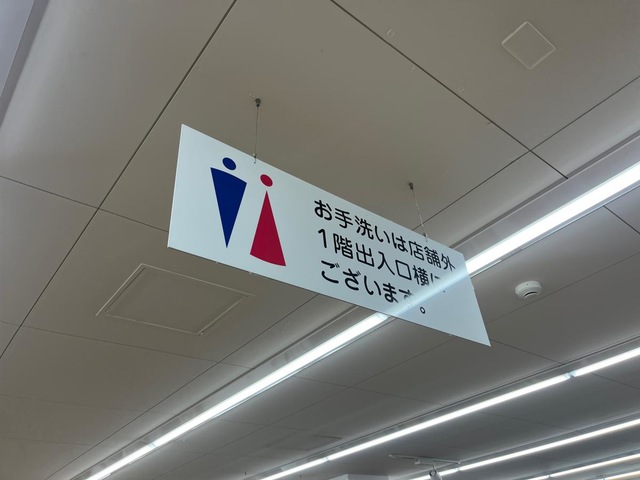 お手洗いは店舗外
1階出入口横に
ございます。